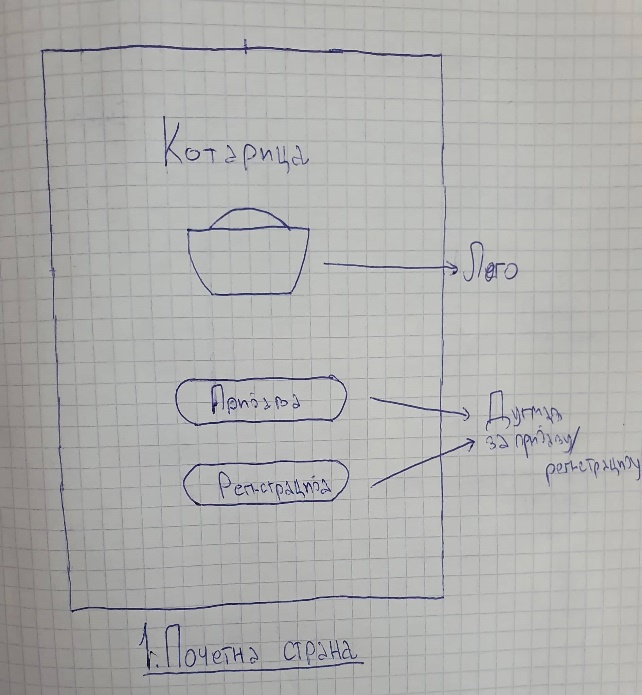 Котарица
Лого
Пријава
Дугмад
за пријаву/
регистрацију
Регистрација
1. Почетна страна